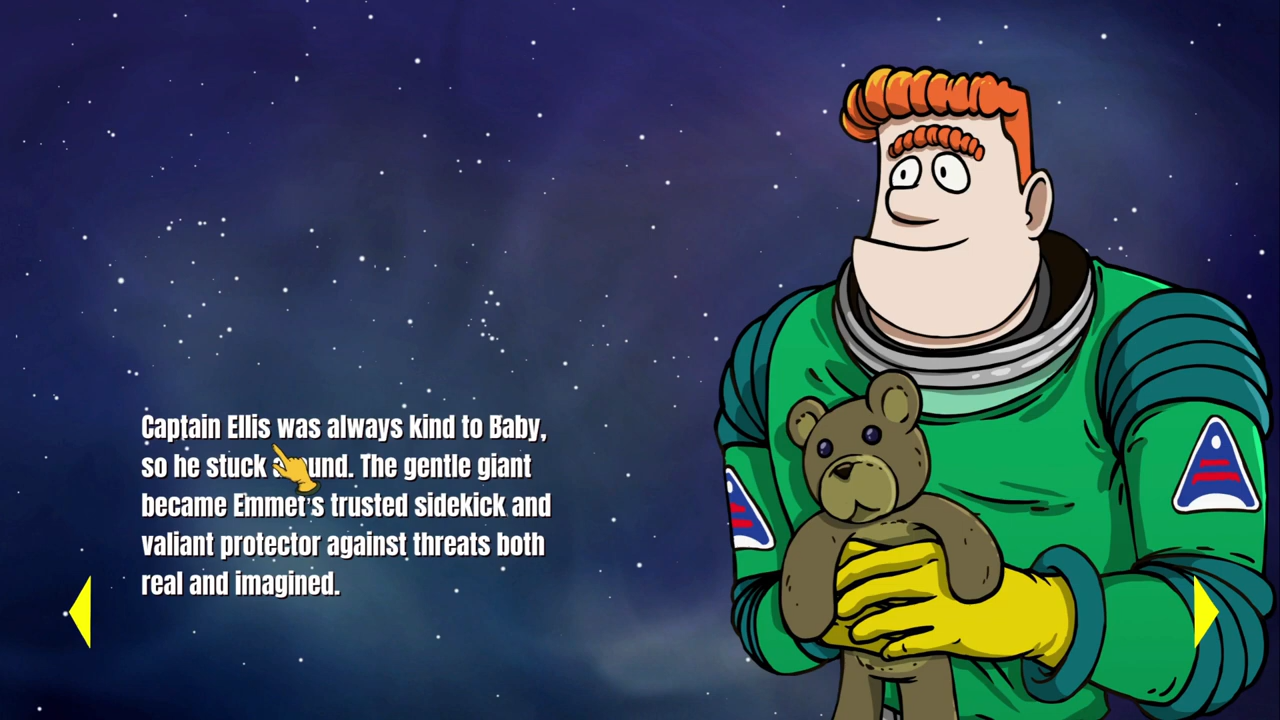 Captain Ellis was always kind to Baby,
so he stuck around. The gentle giant
became Emmet's trusted sidekick and
valiant protector against threats both
real and imagined.